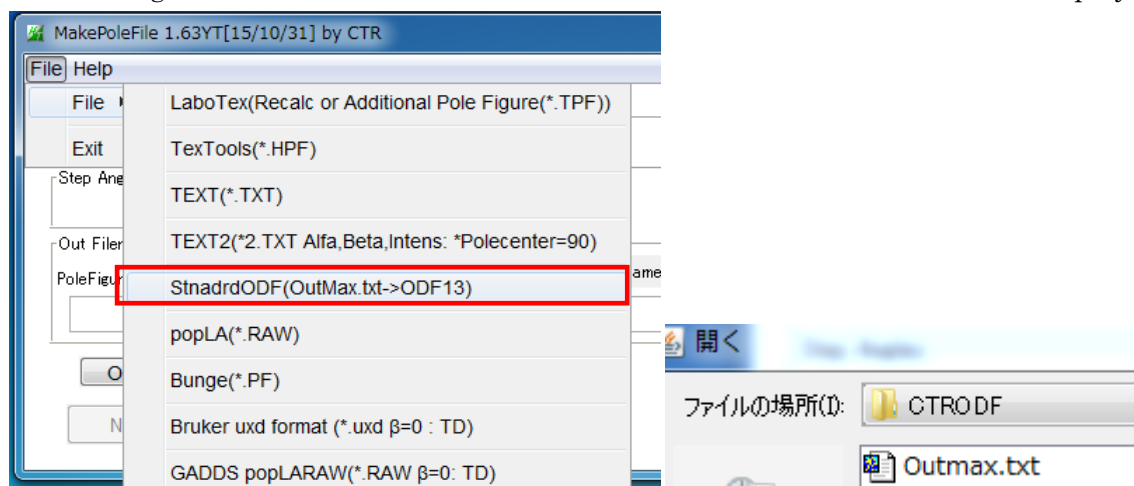 MakePoleFile 1.63YT[15/10/31] by CTR
File Help
File
Exit
LaboTex(Recalc or Additional Pole Figure(*.TPF))
TexTools(*.HPF)
TEXT(*.TXT)
TEXT2(*2.TXT Alfa,Beta,Intens: *Polecenter=90)
StnadrdODF(OutMax.txt->ODF13)
popLA(*.RAW)
Bunge(*.PF)
Bruker uxd format (*.uxd β=0 : TD)
GADDS popLARAW(*.RAW β=0: TD)
Step Ang
Out Filen
PoleFigur
ame
O
N
開く
ファイルの場所(I):
CTRODF
Outmax.txt